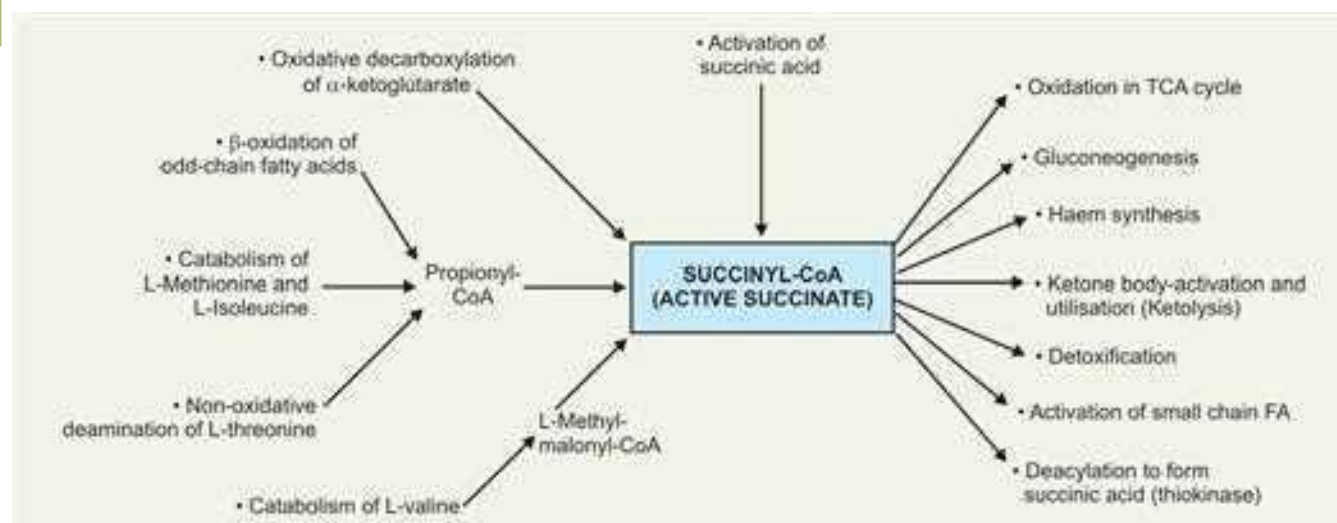 • Oxidative decarboxylation
of α-ketoglutarate
• Activation of
succinic acid
• β-oxidation of
odd-chain fatty acids
• Catabolism of
L-Methionine and
L-Isoleucine
Propionyl-
CoA
• Non-oxidative
deamination of L-threonine
L-Methyl-
malonyl-CoA
• Catabolism of L-valine
SUCCINYL-CoA
(ACTIVE SUCCINATE)
• Oxidation in TCA cycle
• Gluconeogenesis
• Haem synthesis
• Ketone body-activation and
utilisation (Ketolysis)
• Detoxification
• Activation of small chain FA
• Deacylation to form
succinic acid (thiokinase)